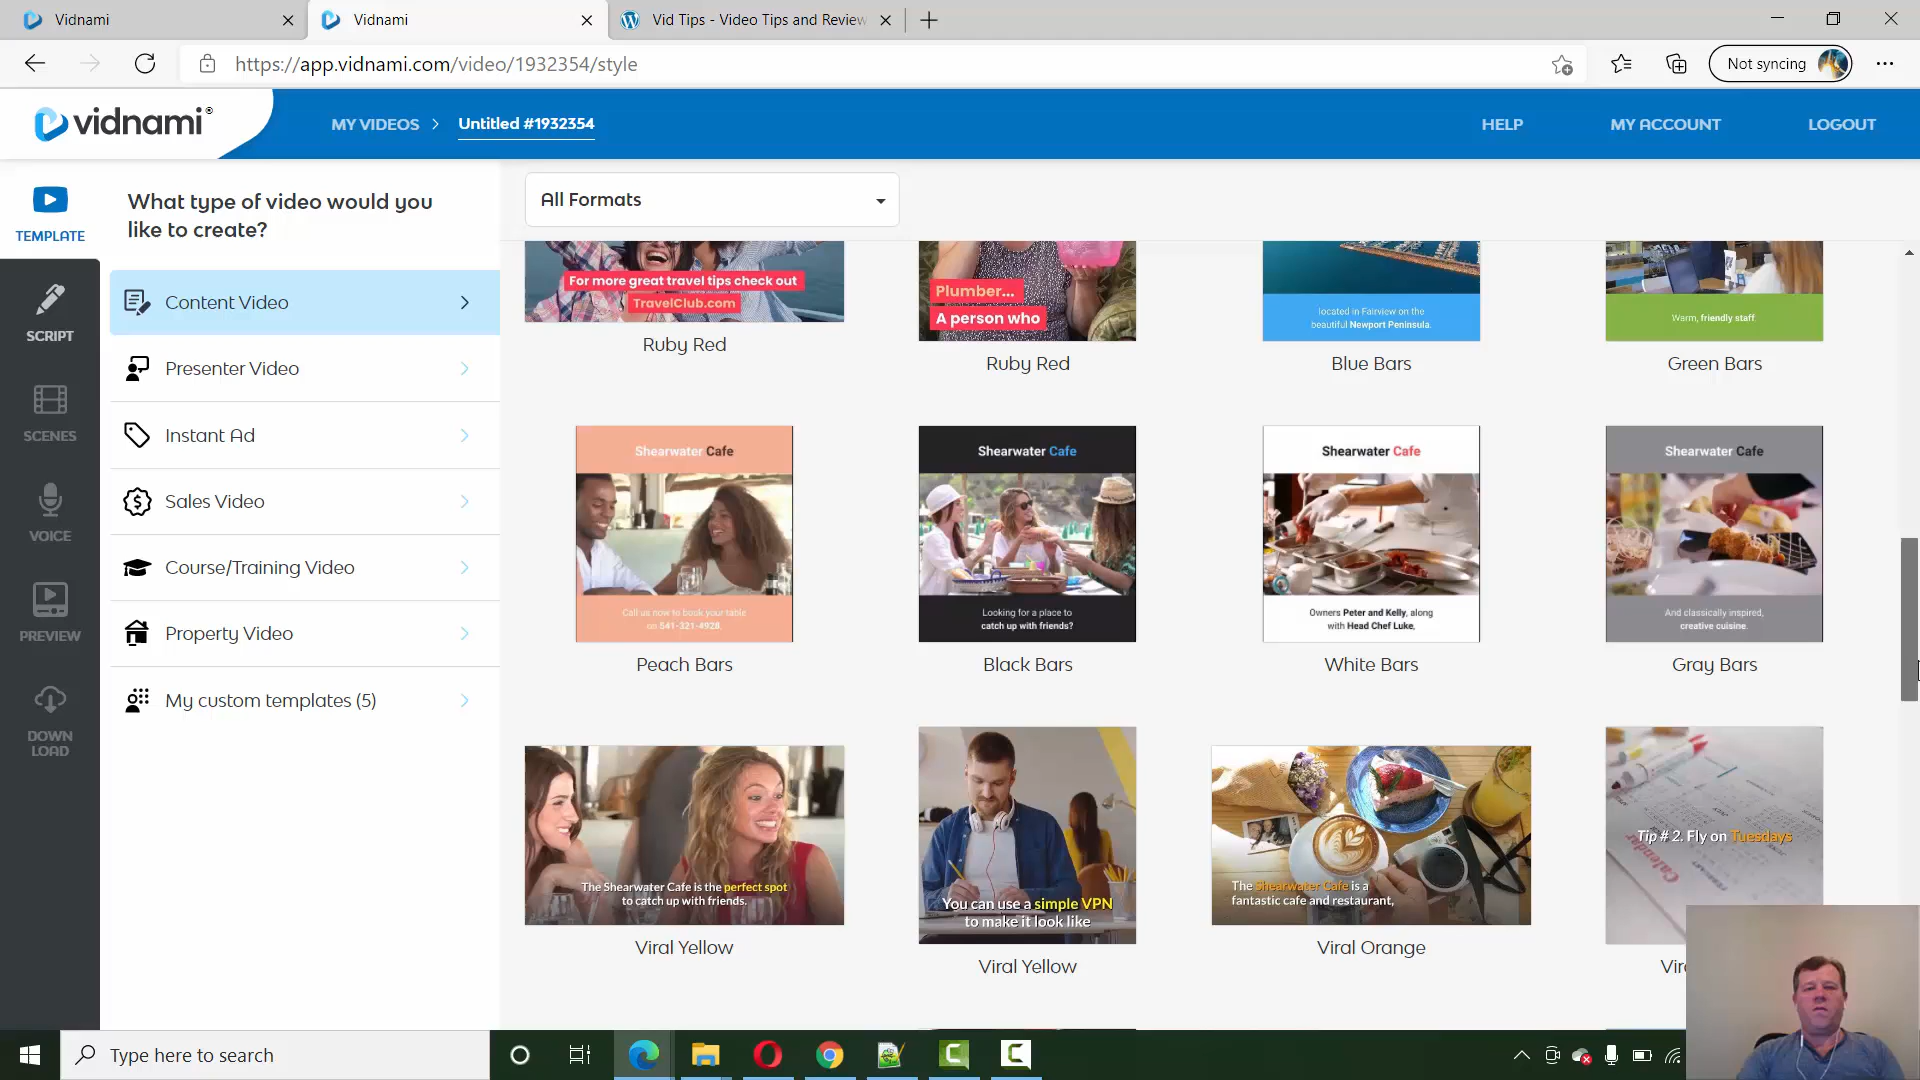 Vidnami
Vidnami
Vid Tips - Video Tips and Review
https://app.vidnami.com/video/1932354/style
Not syncing
vidnami®
MY VIDEOS
Untitled #1932354
HELP
MY ACCOUNT
LOGOUT
TEMPLATE
SCRIPT
SCENES
VOICE
PREVIEW
DOWN
LOAD
What type of video would you
like to create?
Content Video
Presenter Video
Instant Ad
Sales Video
Course/Training Video
Property Video
My custom templates (5)
All Formats
For more great travel tips check out
TravelClub.com
Ruby Red
Plumber...
A person who
Ruby Red
located in Fairview on the
beautiful Newport Peninsula.
Blue Bars
Warm, friendly staff.
Green Bars
Shearwater Cafe
Call us now to book your table
on 541-321-4928.
Peach Bars
Shearwater Cafe
Looking for a place to
catch up with friends?
Black Bars
Shearwater Cafe
Owners Peter and Kelly, along
with Head Chef Luke,
White Bars
Shearwater Cafe
And classically inspired,
creative cuisine.
Gray Bars
The Shearwater Cafe is the perfect spot
to catch up with friends.
Viral Yellow
You can use a simple VPN
to make it look like
Viral Yellow
The Shearwater Cafe is a
fantastic cafe and restaurant,
Viral Orange
Tip # 2. Fly on Tuesdays
Type here to search